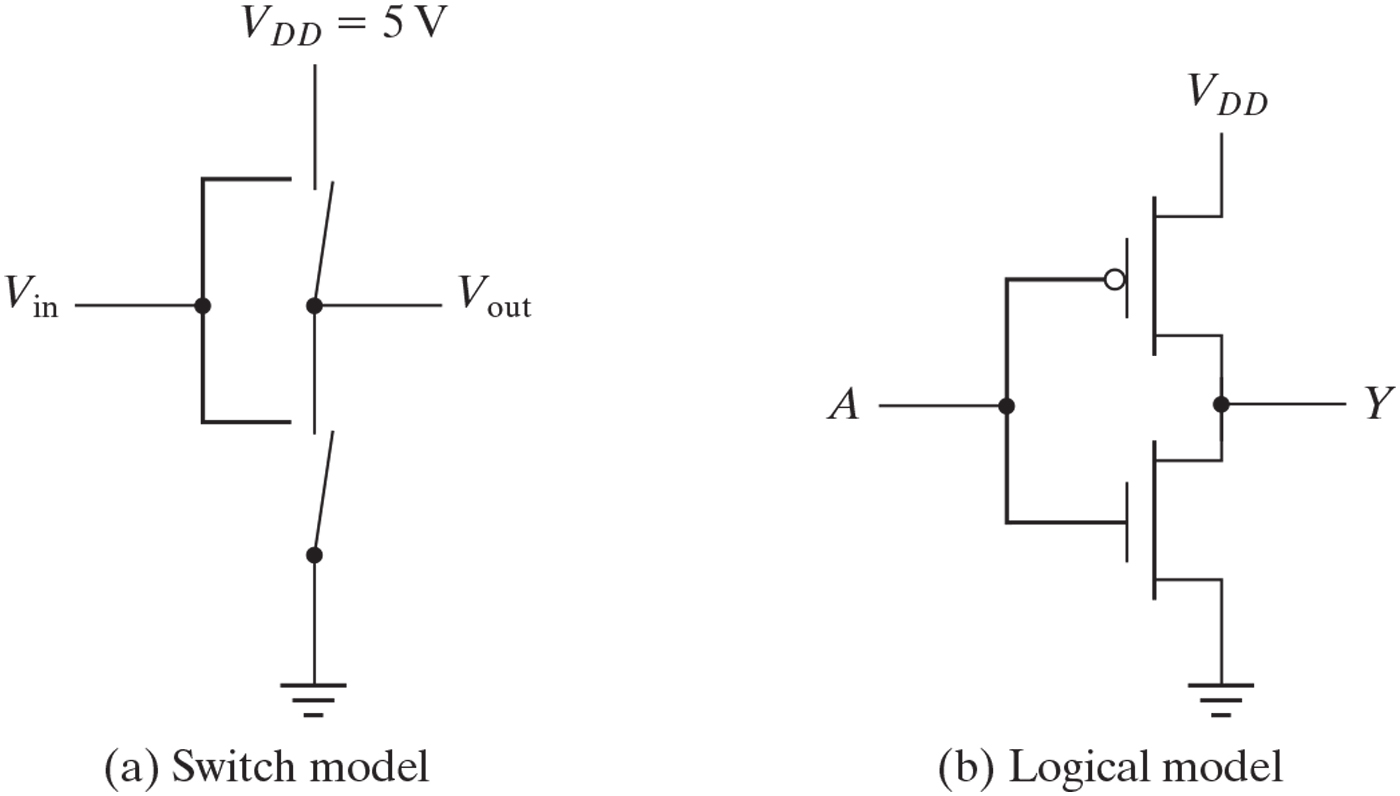 V_DD = 5 V
V_in
V_out
(a) Switch model
V_DD
A
Y
(b) Logical model